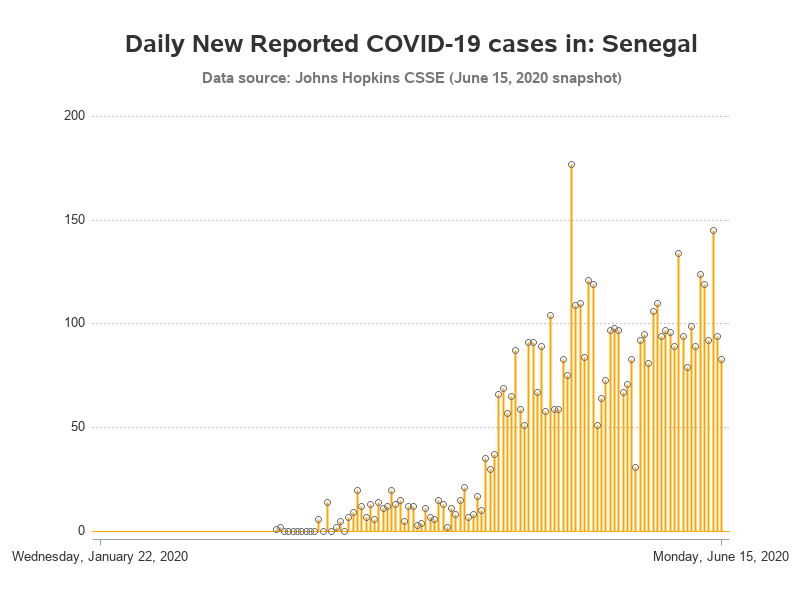 Daily New Reported COVID-19 cases in: Senegal
Data source: Johns Hopkins CSSE (June 15, 2020 snapshot)
200
150
100
50
0
Wednesday, January 22, 2020 Monday, June 15, 2020